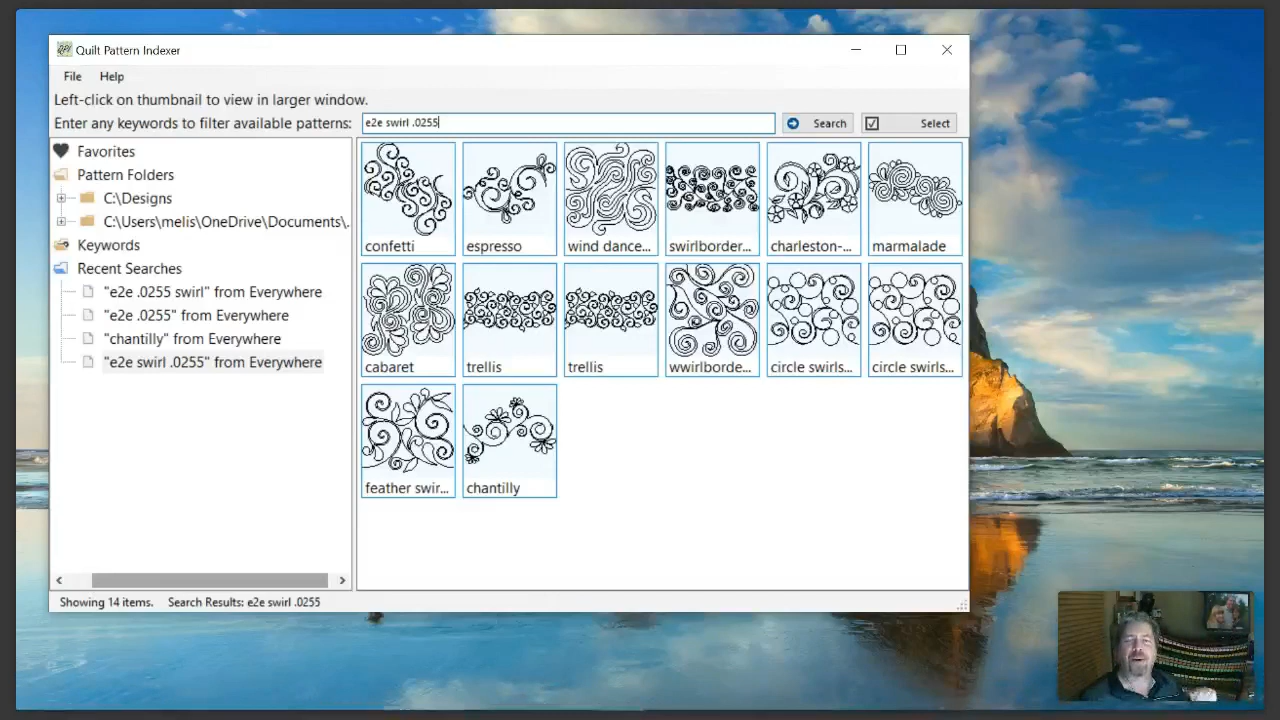 Quilt Pattern Indexer
File Help
Left-click on thumbnail to view in larger window.
Enter any keywords to filter available patterns: e2e swirl .0255 Search Select
Favorites
Pattern Folders
C:\Designs
C:\Users\melis\OneDrive\Documents\.
Keywords
Recent Searches
"e2e .0255 swirl" from Everywhere
"e2e .0255" from Everywhere
"chantilly" from Everywhere
"e2e swirl .0255" from Everywhere
confetti espresso wind dance... swirlborder... charleston-... marmalade
cabaret trellis trellis wwirlborde... circle swirls... circle swirls...
feather swir... chantilly
Showing 14 items. Search Results: e2e swirl .0255